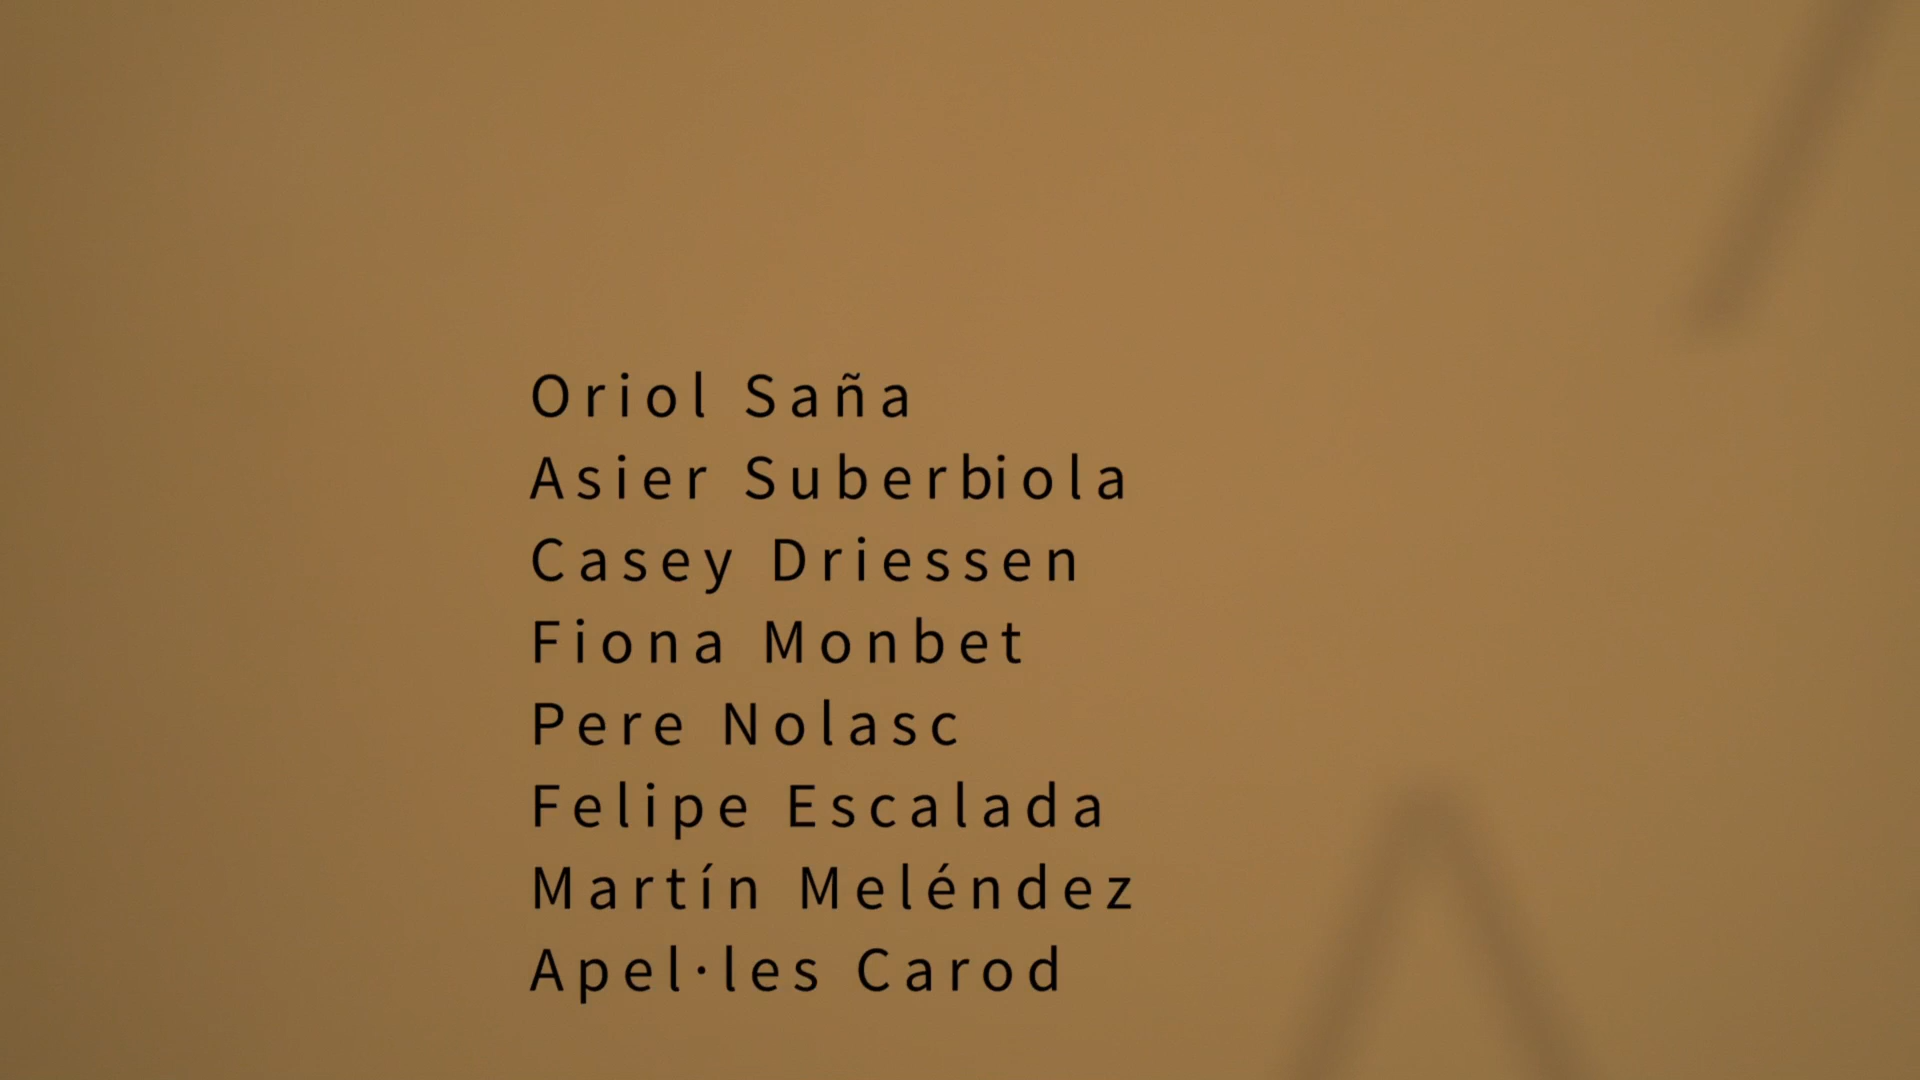 Oriol Saña
Asier Suberbiola
Casey Driessen
Fiona Monbet
Pere Nolasc
Felipe Escalada
Martín Meléndez
Apel·les Carod